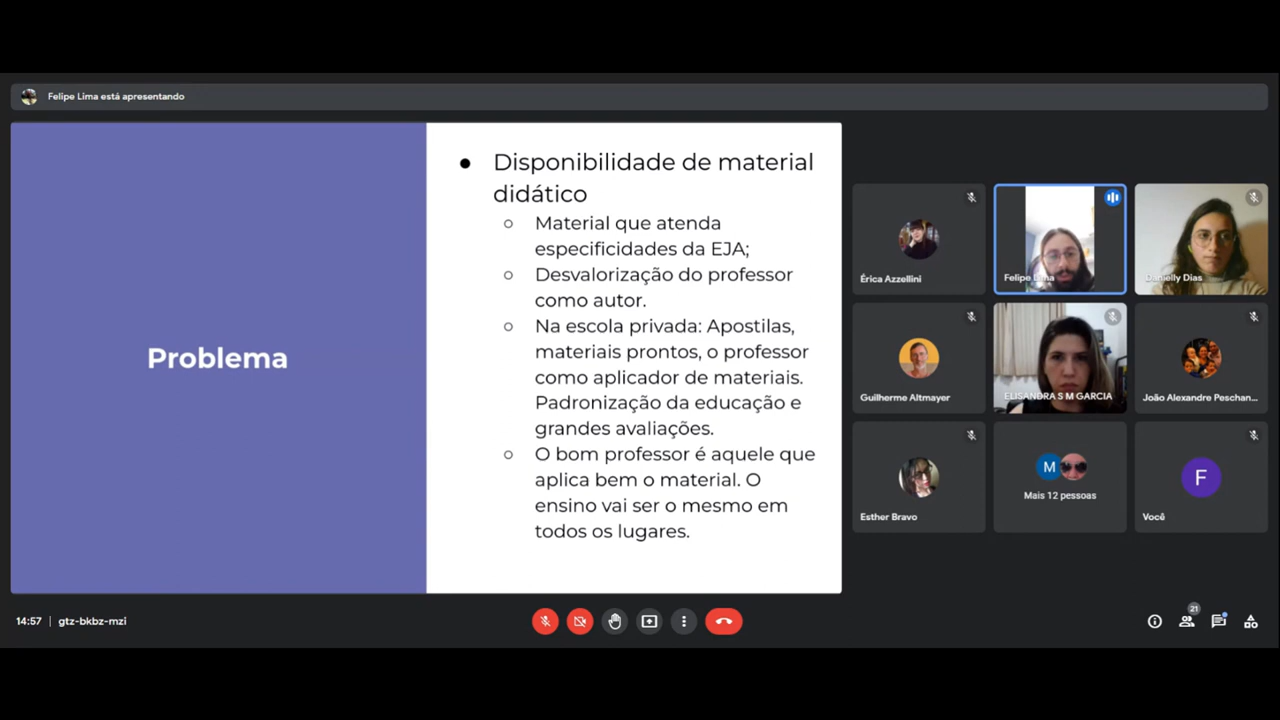 Felipe Lima está apresentando
Problema
● Disponibilidade de material
didático
○ Material que atenda
especificidades da EJA;
○ Desvalorização do professor
como autor.
○ Na escola privada: Apostilas,
materiais prontos, o professor
como aplicador de materiais.
Padronização da educação e
grandes avaliações.
○ O bom professor é aquele que
aplica bem o material. O
ensino vai ser o mesmo em
todos os lugares.
Érica Azzellini
Felipe Lima
Danielly Dias
Guilherme Altmayer
ELISANDRA S M GARCIA
João Alexandre Peschan...
Esther Bravo
M
Mais 12 pessoas
F
Você
14:57 | gtz-bkbz-mzi
21